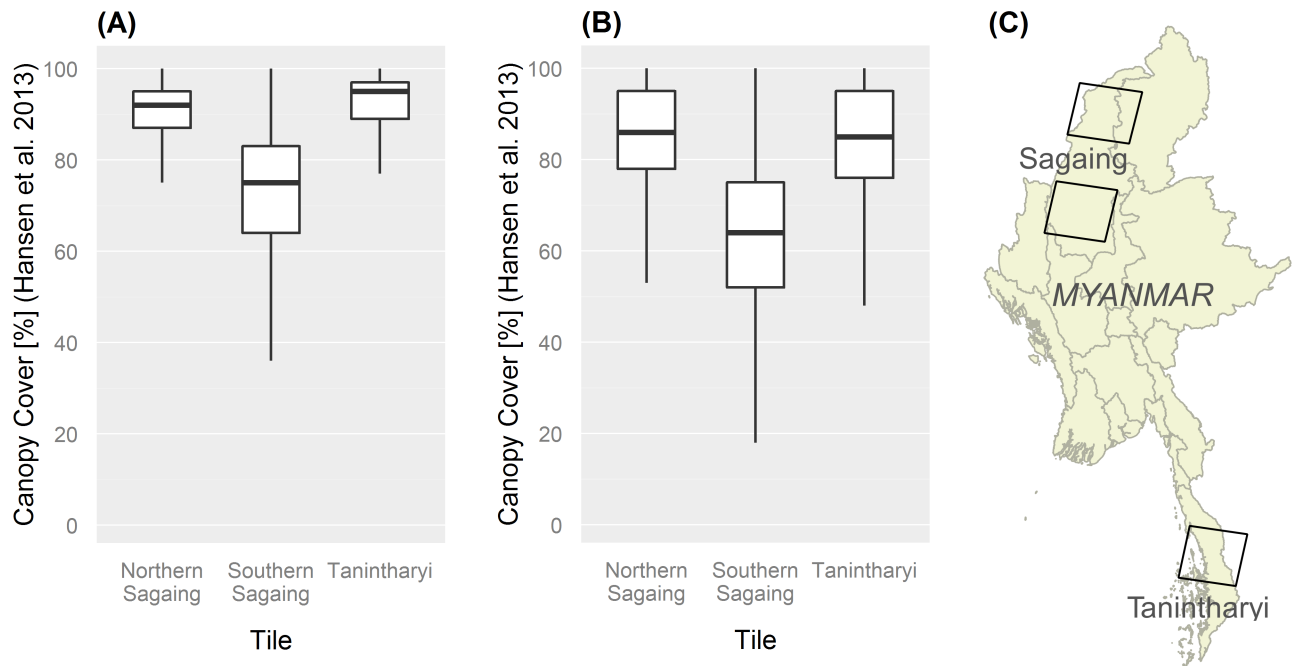 (A)
Canopy Cover [%] (Hansen et al. 2013)
100
80
60
40
20
0
Northern
Sagaing
Southern
Sagaing
Tanintharyi
Tile
(B)
Canopy Cover [%] (Hansen et al. 2013)
100
80
60
40
20
0
Northern
Sagaing
Southern
Sagaing
Tanintharyi
Tile
(C)
Sagaing
MYANMAR
Tanintharyi